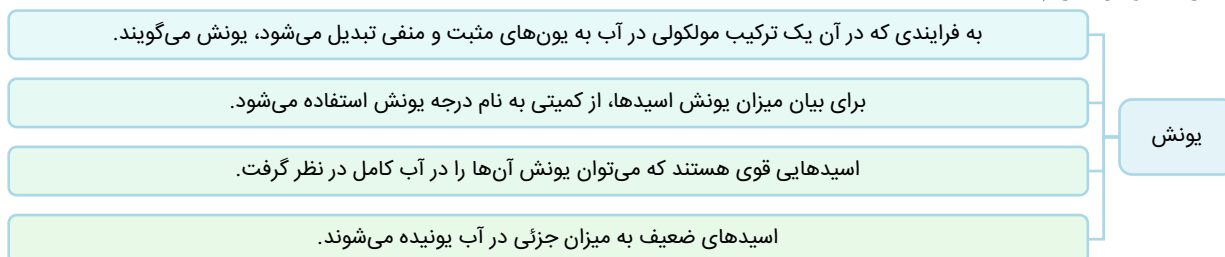 به فرایندی که در آن یک ترکیب مولکولی در آب به یون‌های مثبت و منفی تبدیل می‌شود، یونش می‌گویند.
برای بیان میزان یونش اسیدها، از کمیتی به نام درجه یونش استفاده می‌شود.
یونش
اسیدهایی قوی هستند که می‌توان یونش آن‌ها را در آب کامل در نظر گرفت.
اسیدهای ضعیف به میزان جزئی در آب یونیده می‌شوند.